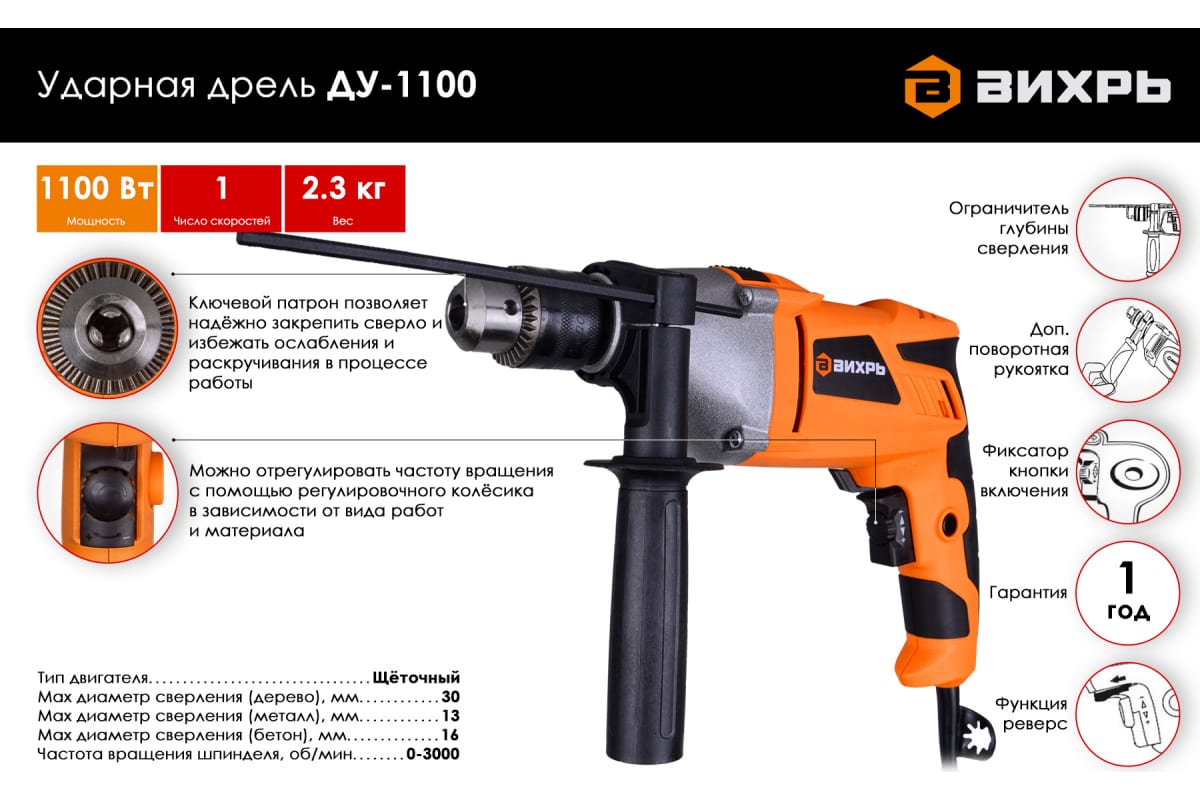 Ударная дрель ДУ-1100
ВИХРЬ
1100 Вт
Мощность
1
Число скоростей
2.3 кг
Вес
Ключевой патрон позволяет
надёжно закрепить сверло и
избежать ослабления и
раскручивания в процессе
работы
Можно отрегулировать частоту вращения
с помощью регулировочного колёсика
в зависимости от вида работ
и материала
ВИХРЬ
Ограничитель
глубины
сверления
Доп.
поворотная
рукоятка
Фиксатор
кнопки
включения
Гарантия
1
год
Функция
реверс
Тип двигателя................................Щёточный
Мах диаметр сверления (дерево), мм............30
Мах диаметр сверления (металл), мм............13
Мах диаметр сверления (бетон), мм.............16
Частота вращения шпинделя, об/мин........0-3000